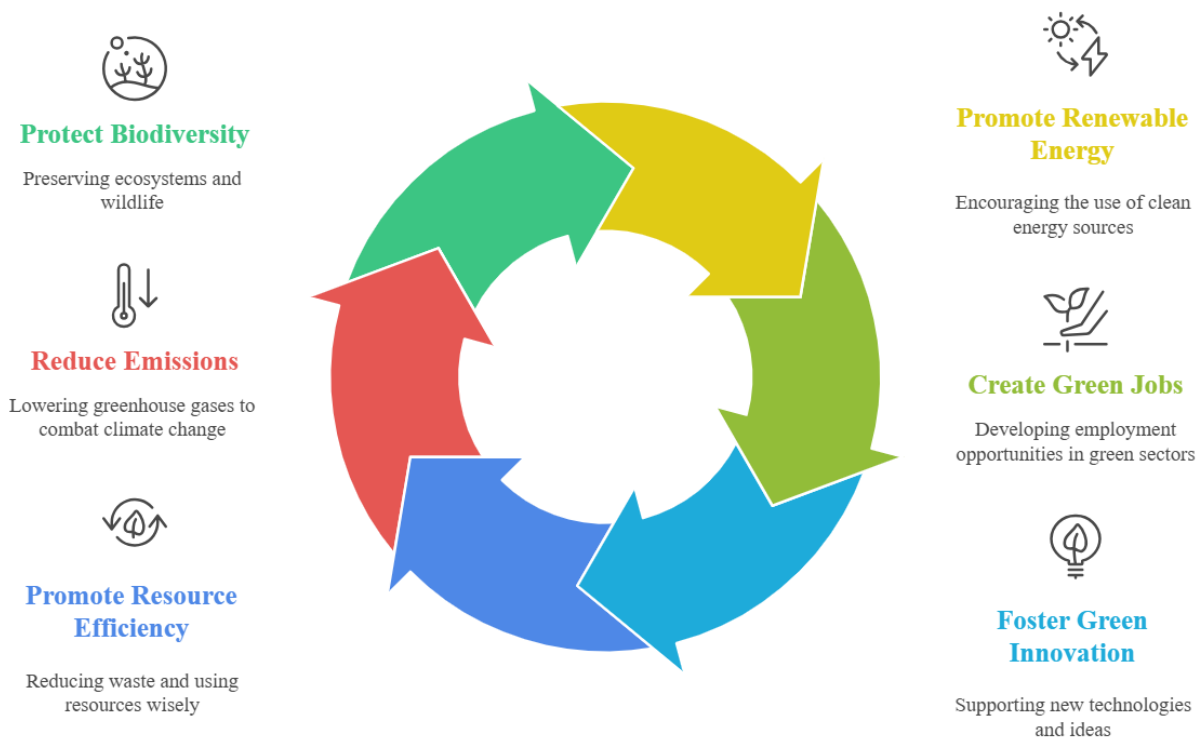 Protect Biodiversity
Preserving ecosystems and
wildlife
Reduce Emissions
Lowering greenhouse gases to
combat climate change
Promote Resource
Efficiency
Reducing waste and using
resources wisely
Promote Renewable
Energy
Encouraging the use of clean
energy sources
Create Green Jobs
Developing employment
opportunities in green sectors
Foster Green
Innovation
Supporting new technologies
and ideas